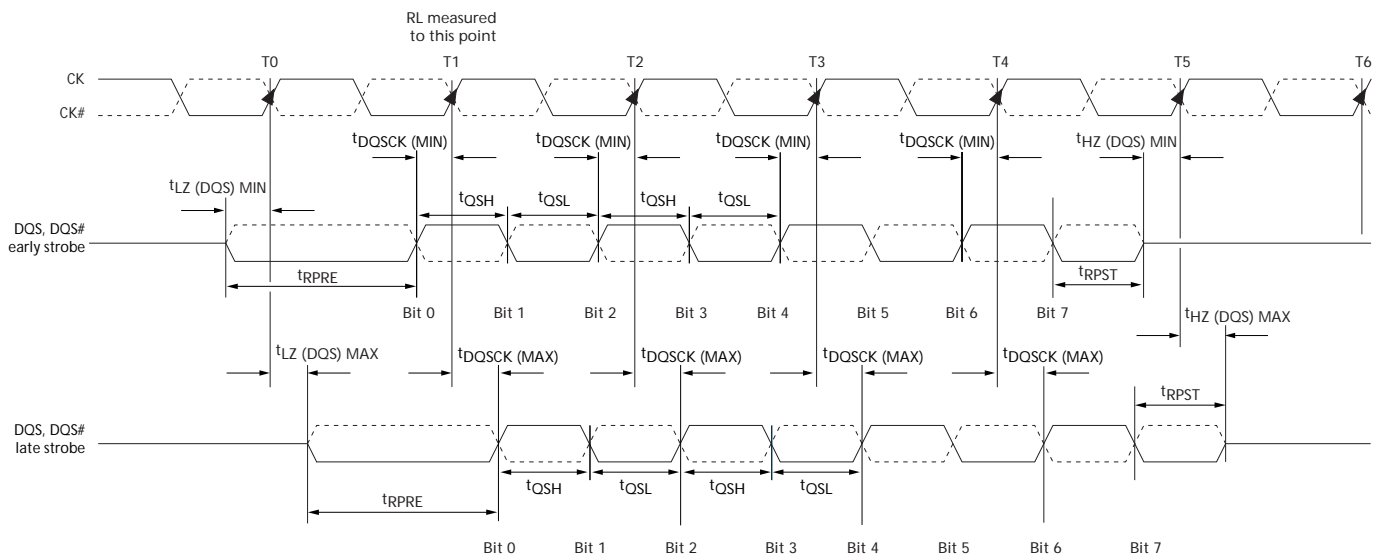 RL measured
to this point
T0 T1 T2 T3 T4 T5 T6
CK
CK#
tDQSCK (MIN) tDQSCK (MIN) tDQSCK (MIN) tDQSCK (MIN) tHZ (DQS) MIN
tLZ (DQS) MIN
tQSH tQSL tQSH tQSL
DQS, DQS#
early strobe
tRPRE tRPST
Bit 0 Bit 1 Bit 2 Bit 3 Bit 4 Bit 5 Bit 6 Bit 7
tHZ (DQS) MAX
tLZ (DQS) MAX tDQSCK (MAX) tDQSCK (MAX) tDQSCK (MAX) tDQSCK (MAX)
tRPST
DQS, DQS#
late strobe
tQSH tQSL tQSH tQSL
tRPRE
Bit 0 Bit 1 Bit 2 Bit 3 Bit 4 Bit 5 Bit 6 Bit 7